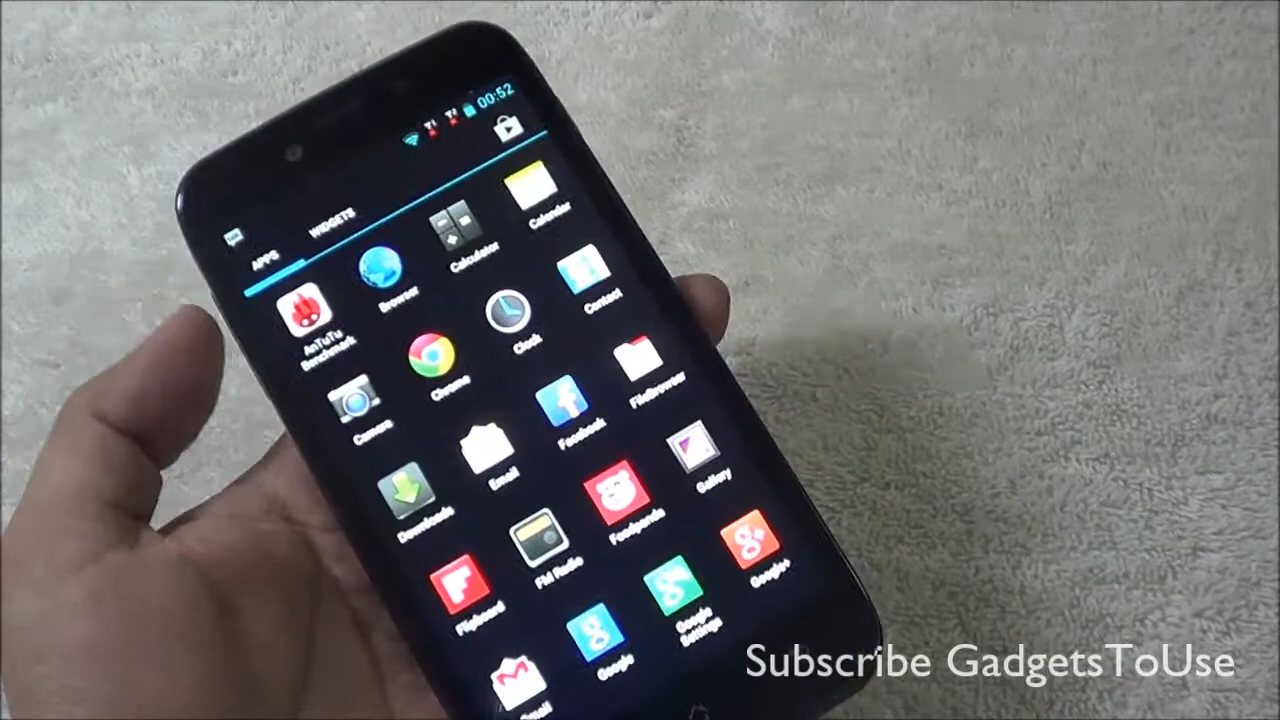 00:52
APPS
WIDGETS
AnTuTu
Benchmark
Browser
Calculator
Calendar
Camera
Chrome
Clock
Contact
Downloads
Email
Facebook
FileBrowser
Flipboard
FM Radio
Foodpanda
Gallery
Gmail
Google
Google
Settings
Google+
Subscribe GadgetsToUse